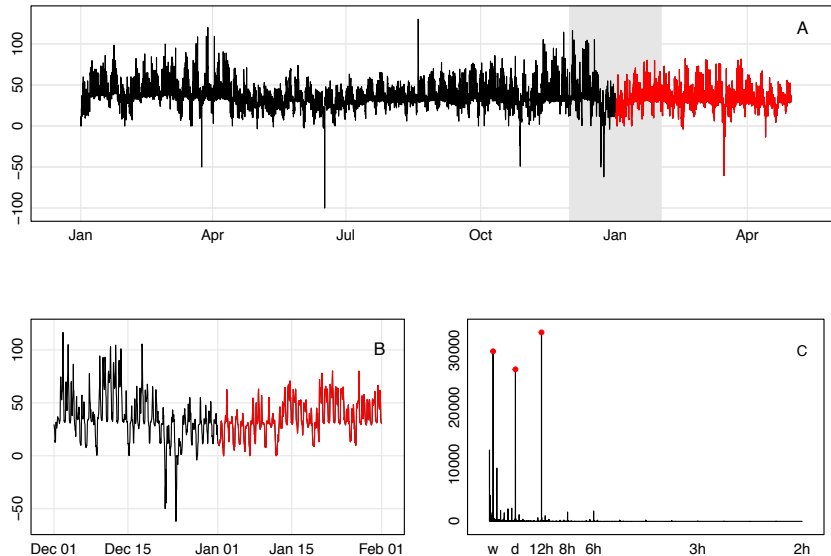 A
100
50
0
−50
−100
Jan Apr Jul Oct Jan Apr
B
100
50
0
−50
Dec 01 Dec 15 Jan 01 Jan 15 Feb 01
C
30000
20000
10000
0
w d 12h 8h 6h 3h 2h